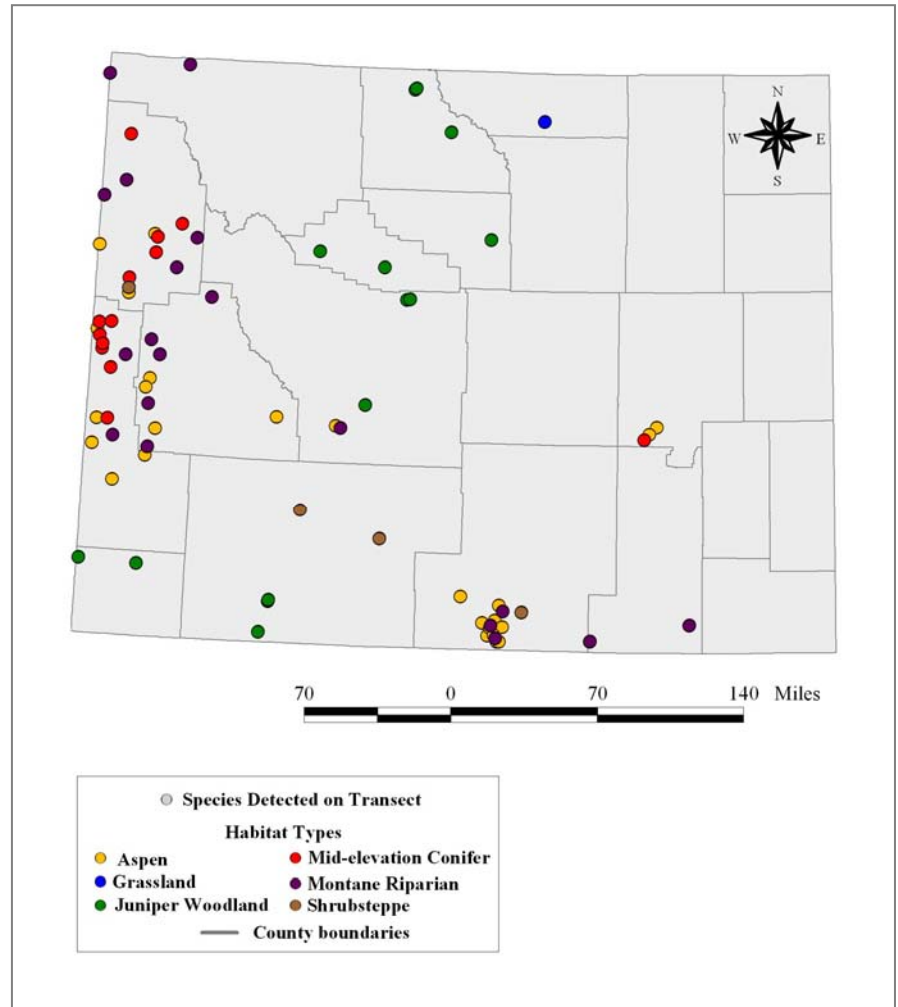 N
W E
S
70 0 70 140 Miles
Species Detected on Transect
Habitat Types
Aspen Mid-elevation Conifer
Grassland Montane Riparian
Juniper Woodland Shrubsteppe
County boundaries